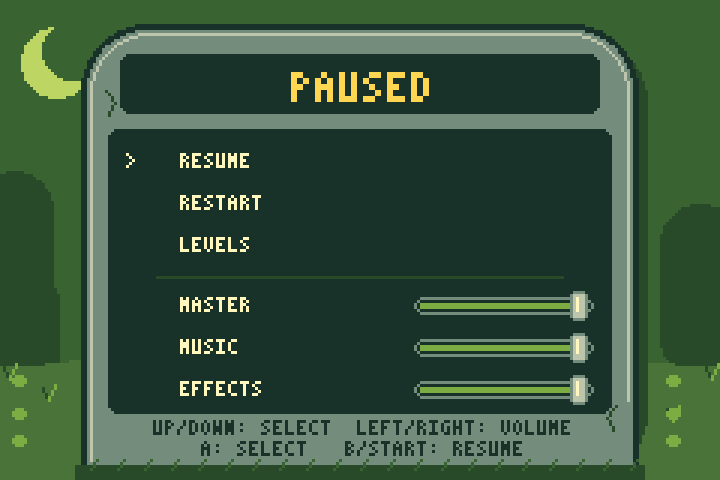 PAUSED
> RESUME
RESTART
LEVELS
MASTER
MUSIC
EFFECTS
UP/DOWN: SELECT LEFT/RIGHT: VOLUME
A: SELECT B/START: RESUME